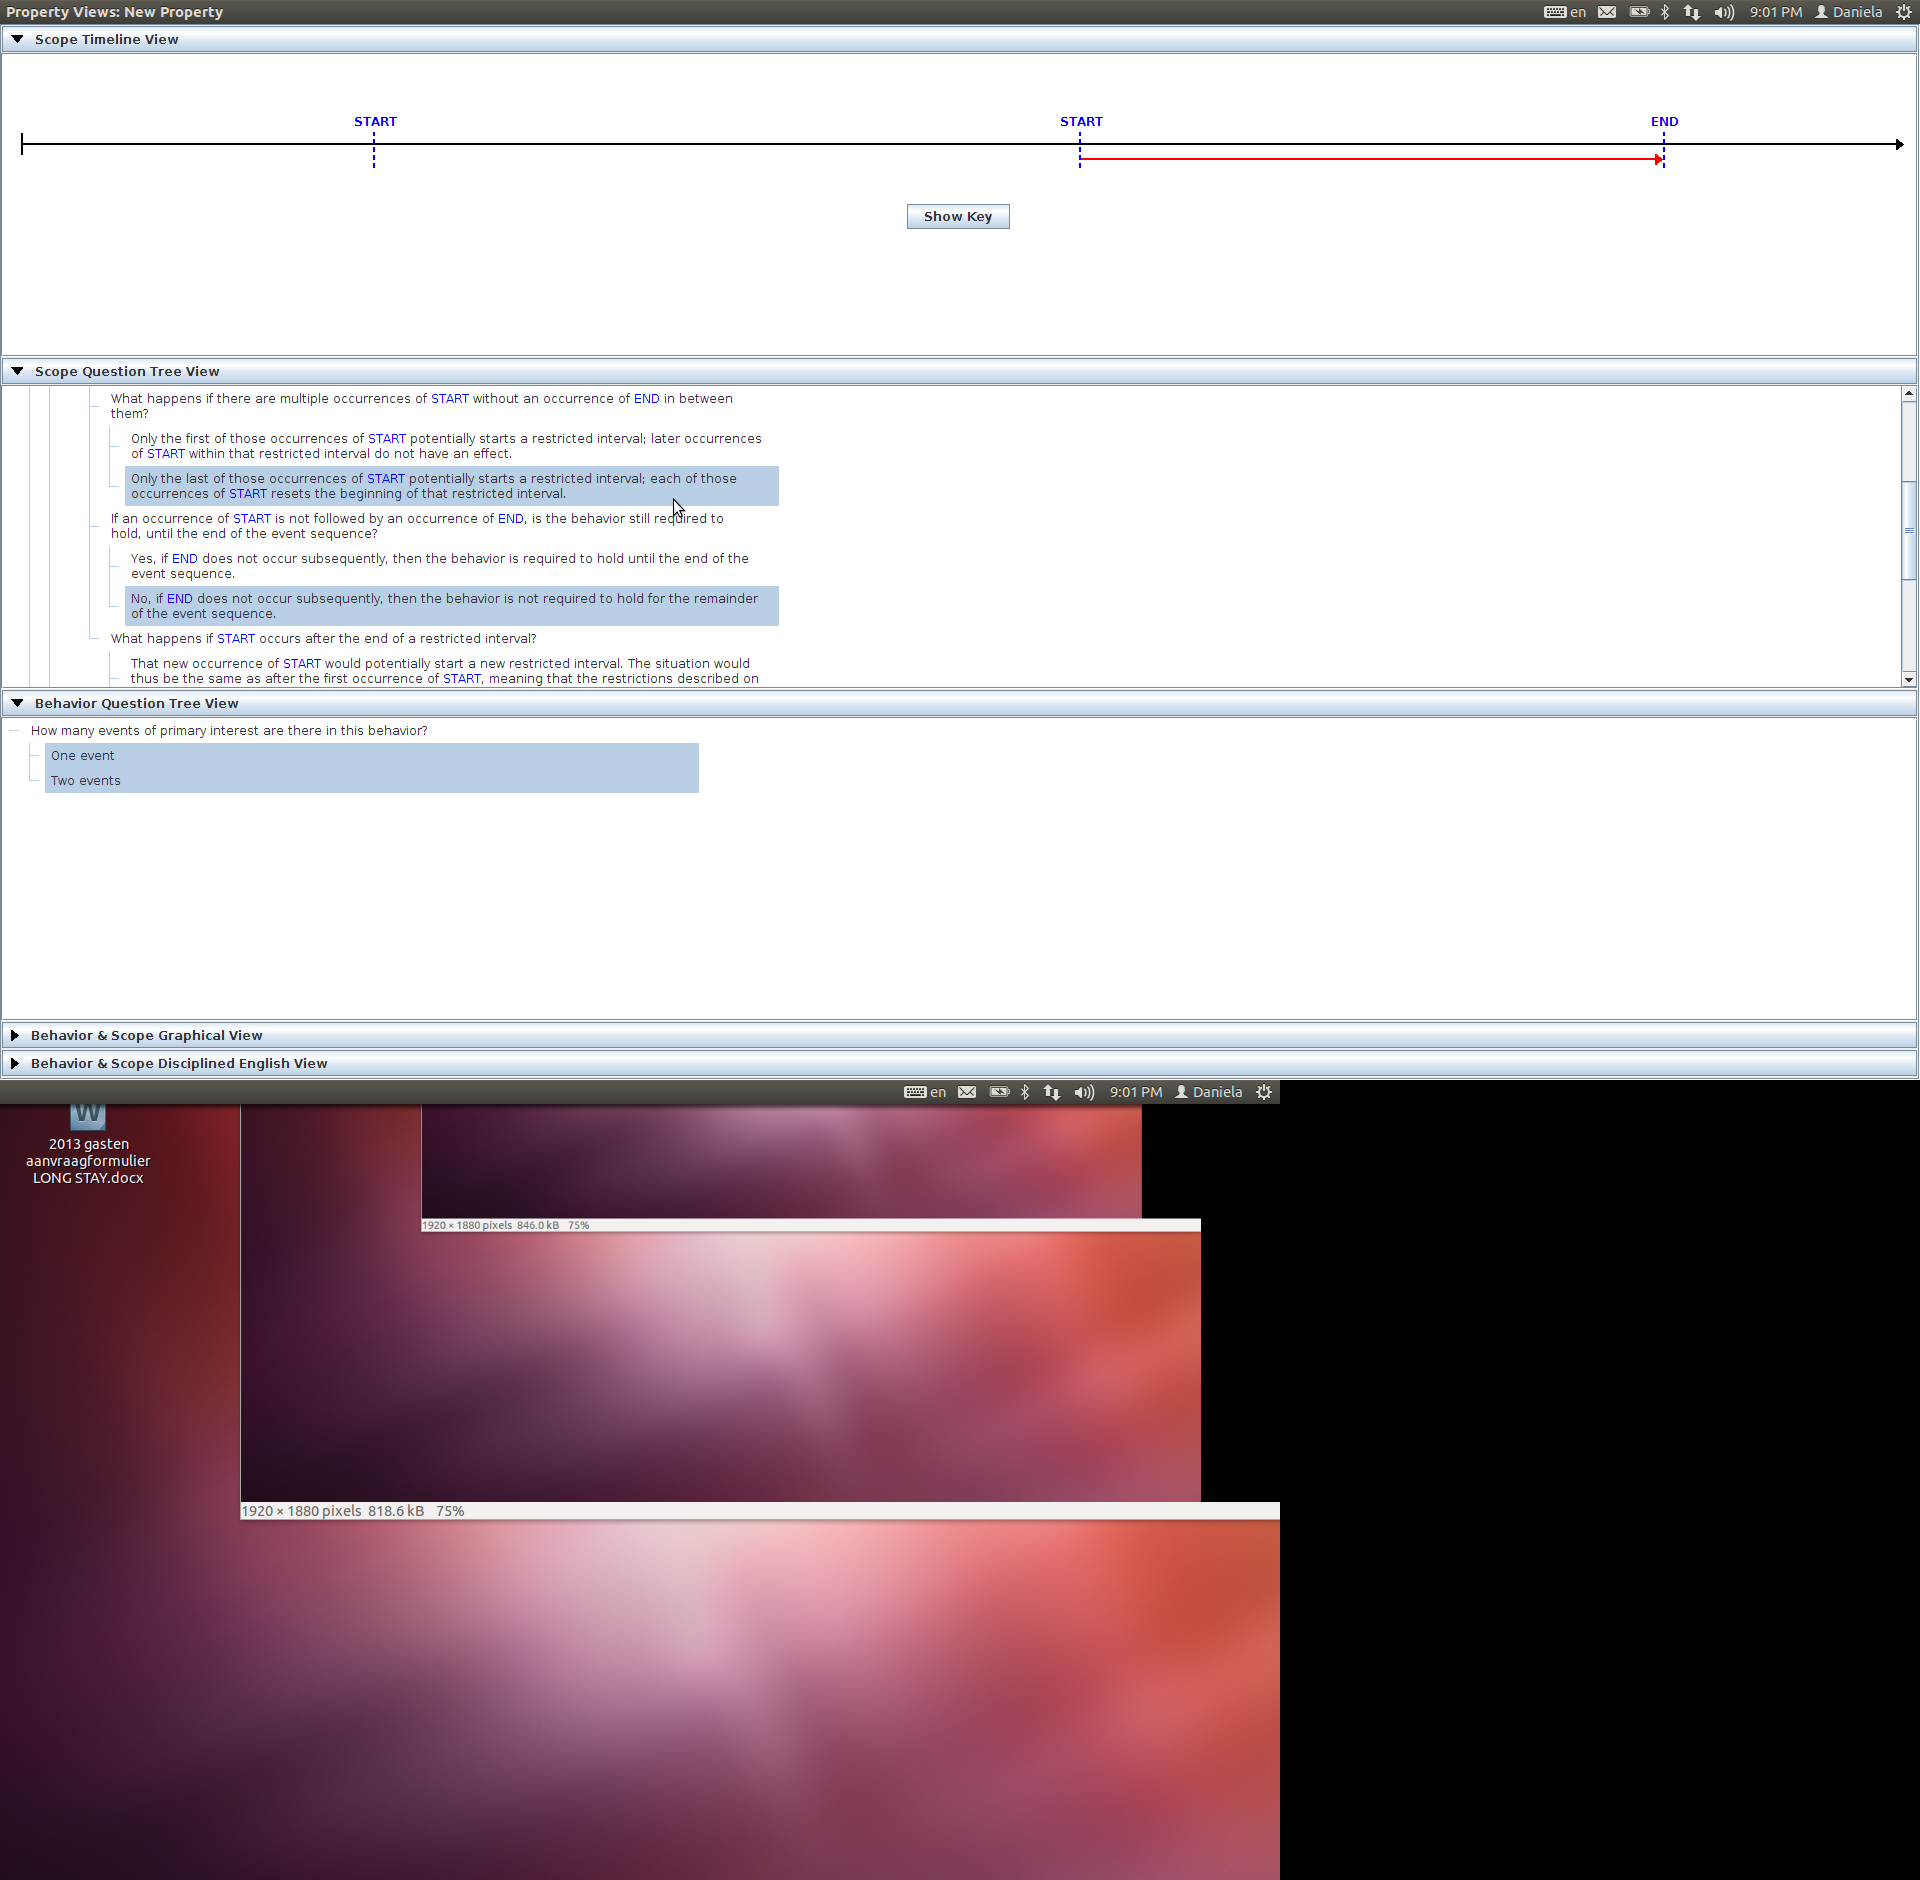 Property Views: New Property
en 9:01 PM Daniela
Scope Timeline View
START START END
Show Key
Scope Question Tree View
What happens if there are multiple occurrences of START without an occurrence of END in between
them?
Only the first of those occurrences of START potentially starts a restricted interval; later occurrences
of START within that restricted interval do not have an effect.
Only the last of those occurrences of START potentially starts a restricted interval; each of those
occurrences of START resets the beginning of that restricted interval.
If an occurrence of START is not followed by an occurrence of END, is the behavior still required to
hold, until the end of the event sequence?
Yes, if END does not occur subsequently, then the behavior is required to hold until the end of the
event sequence.
No, if END does not occur subsequently, then the behavior is not required to hold for the remainder
of the event sequence.
What happens if START occurs after the end of a restricted interval?
That new occurrence of START would potentially start a new restricted interval. The situation would
thus be the same as after the first occurrence of START, meaning that the restrictions described on
Behavior Question Tree View
How many events of primary interest are there in this behavior?
One event
Two events
Behavior & Scope Graphical View
Behavior & Scope Disciplined English View
en 9:01 PM Daniela
W
2013 gasten
aanvraagformulier
LONG STAY.docx
1920 × 1880 pixels 846.0 kB 75%
1920 × 1880 pixels 818.6 kB 75%